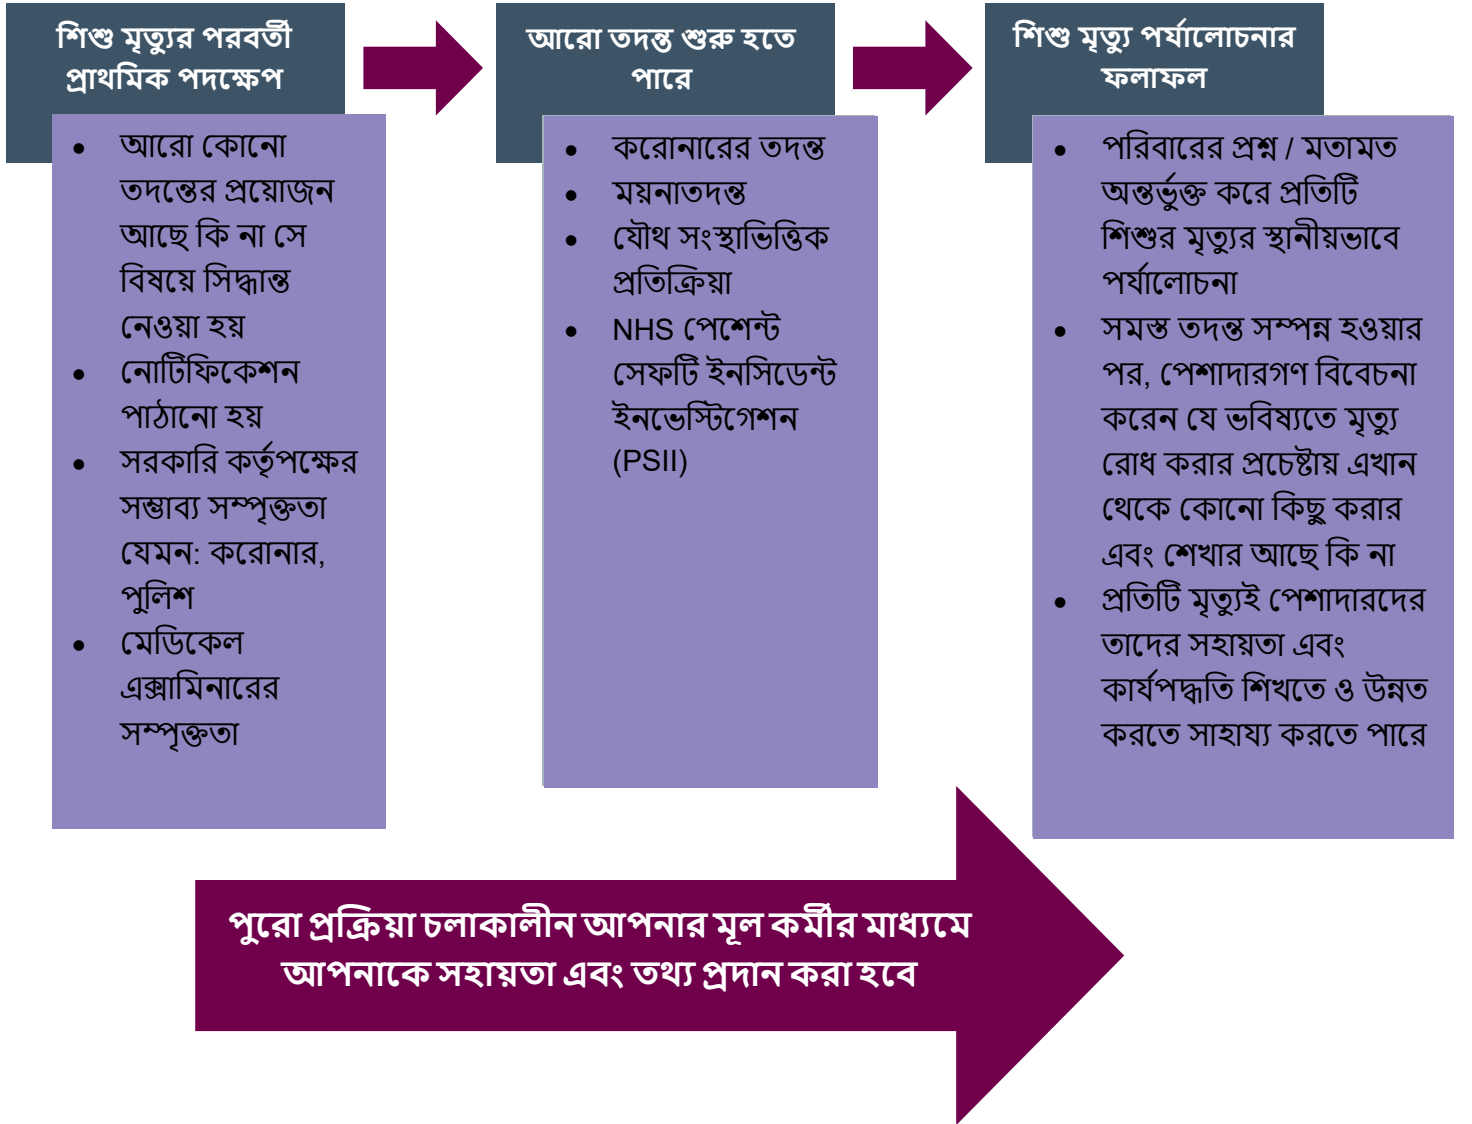 শিশু মৃত্যুর পরবর্তী
প্রাথমিক পদক্ষেপ
আরো কোনো
তদন্তের প্রয়োজন
আছে কি না সে
বিষয়ে সিদ্ধান্ত
নেওয়া হয়
নোটিফিকেশন
পাঠানো হয়
সরকারি কর্তৃপক্ষের
সম্ভাব্য সম্পৃক্ততা
যেমন: করোনার,
পুলিশ
মেডিকেল
এক্সামিনারের
সম্পৃক্ততা
আরো তদন্ত শুরু হতে
পারে
করোনারের তদন্ত
ময়নাতদন্ত
যৌথ সংস্থাভিত্তিক
প্রতিক্রিয়া
NHS পেশেন্ট
সেফটি ইনসিডেন্ট
ইনভেস্টিগেশন
(PSII)
শিশু মৃত্যু পর্যালোচনার
ফলাফল
পরিবারের প্রশ্ন / মতামত
অন্তর্ভুক্ত করে প্রতিটি
শিশুর মৃত্যুর স্থানীয়ভাবে
পর্যালোচনা
সমস্ত তদন্ত সম্পন্ন হওয়ার
পর, পেশাদারগণ বিবেচনা
করেন যে ভবিষ্যতে মৃত্যু
রোধ করার প্রচেষ্টায় এখান
থেকে কোনো কিছু করার
এবং শেখার আছে কি না
প্রতিটি মৃত্যুই পেশাদারদের
তাদের সহায়তা এবং
কার্যপদ্ধতি শিখতে ও উন্নত
করতে সাহায্য করতে পারে
পুরো প্রক্রিয়া চলাকালীন আপনার মূল কর্মীর মাধ্যমে
আপনাকে সহায়তা এবং তথ্য প্রদান করা হবে